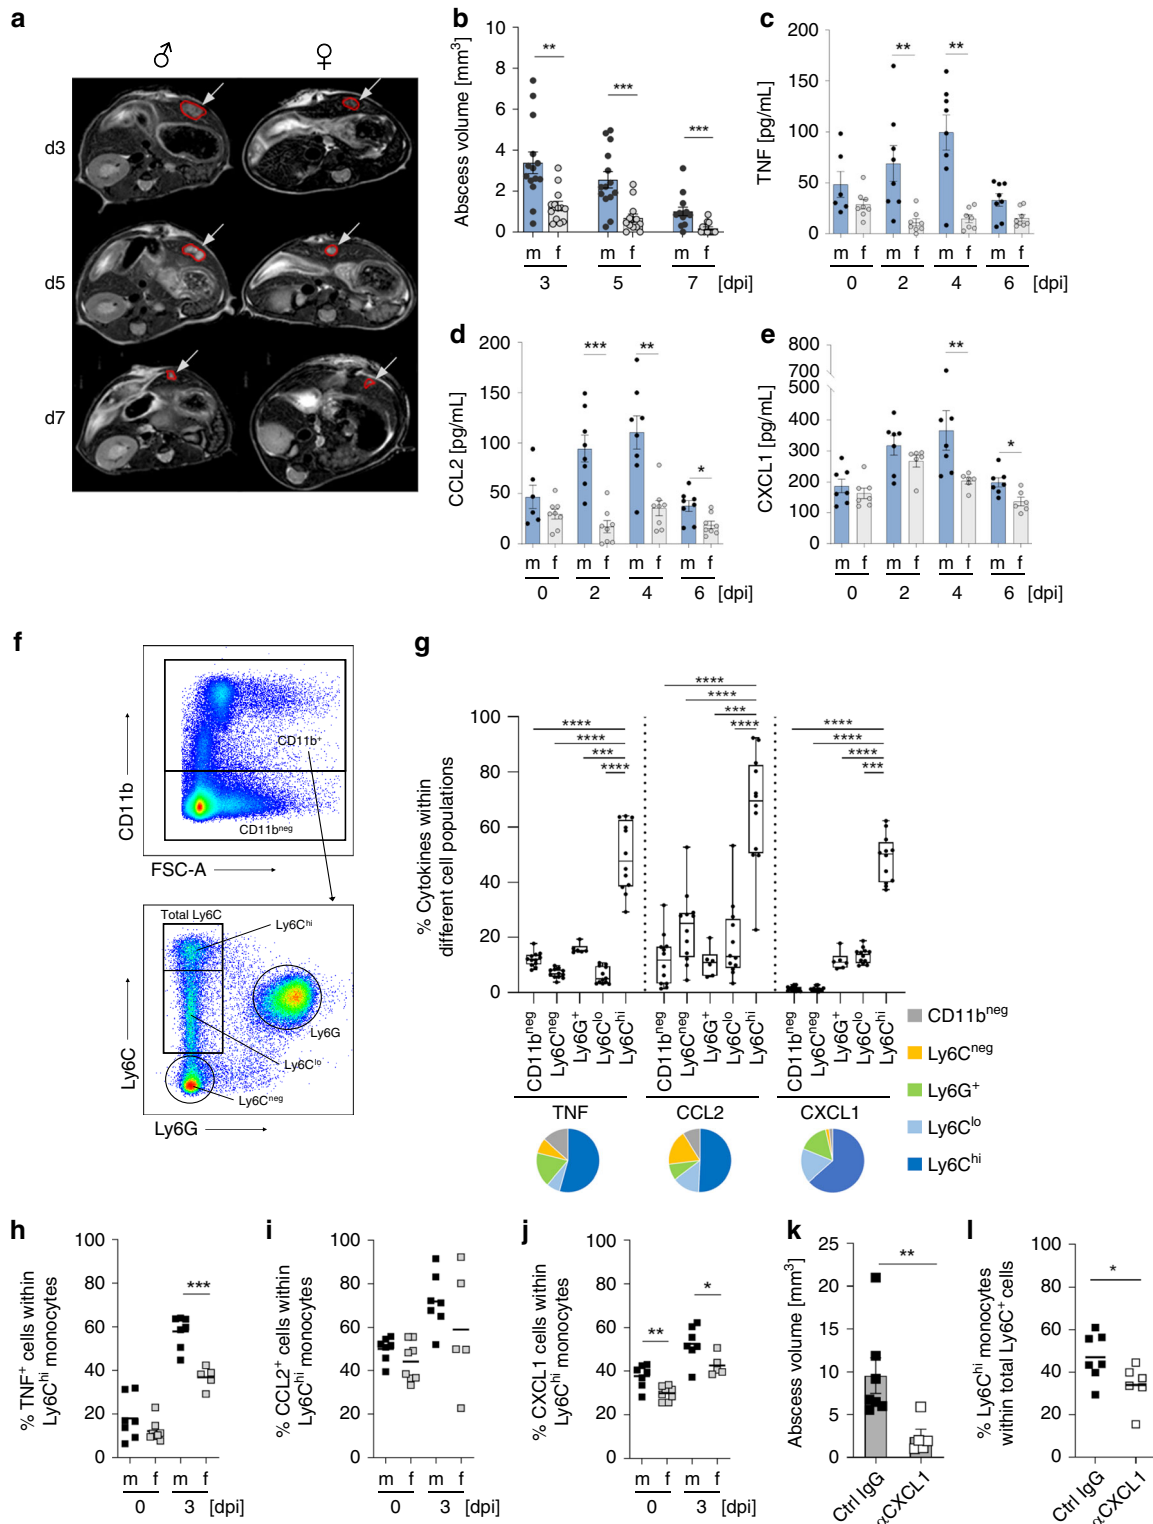 a
♂ ♀
d3
d5
d7
b
Abscess volume [mm³]
10
8
6
4
2
0
** *** ***
m f m f m f
3 5 7 [dpi]
c
TNF [pg/mL]
200
150
100
50
0
** **
m f m f m f m f
0 2 4 6 [dpi]
d
CCL2 [pg/mL]
200
150
100
50
0
*** ** *
m f m f m f m f
0 2 4 6 [dpi]
e
CXCL1 [pg/mL]
800
700
500
400
300
200
100
0
** *
m f m f m f m f
0 2 4 6 [dpi]
f
CD11b
CD11b⁺
CD11bⁿᵉᵍ
FSC-A
Total Ly6C
Ly6Cʰⁱ
Ly6G
Ly6Cˡᵒ
Ly6Cⁿᵉᵍ
Ly6C
Ly6G
g
% Cytokines within
different cell populations
100
80
60
40
20
0
**** **** *** ****
**** **** *** ****
**** **** **** ***
CD11bⁿᵉᵍ Ly6Cⁿᵉᵍ Ly6G⁺ Ly6Cˡᵒ Ly6Cʰⁱ
CD11bⁿᵉᵍ Ly6Cⁿᵉᵍ Ly6G⁺ Ly6Cˡᵒ Ly6Cʰⁱ
CD11bⁿᵉᵍ Ly6Cⁿᵉᵍ Ly6G⁺ Ly6Cˡᵒ Ly6Cʰⁱ
TNF CCL2 CXCL1
CD11bⁿᵉᵍ
Ly6Cⁿᵉᵍ
Ly6G⁺
Ly6Cˡᵒ
Ly6Cʰⁱ
h
% TNF⁺ cells within
Ly6Cʰⁱ monocytes
100
80
60
40
20
0
***
m f m f
0 3 [dpi]
i
% CCL2⁺ cells within
Ly6Cʰⁱ monocytes
100
80
60
40
20
0
m f m f
0 3 [dpi]
j
% CXCL1 cells within
Ly6Cʰⁱ monocytes
100
80
60
40
20
0
** *
m f m f
0 3 [dpi]
k
Abscess volume [mm³]
25
20
15
10
5
0
**
Ctrl IgG
αCXCL1
l
% Ly6Cʰⁱ monocytes
within total Ly6C⁺ cells
100
80
60
40
20
0
*
Ctrl IgG
αCXCL1